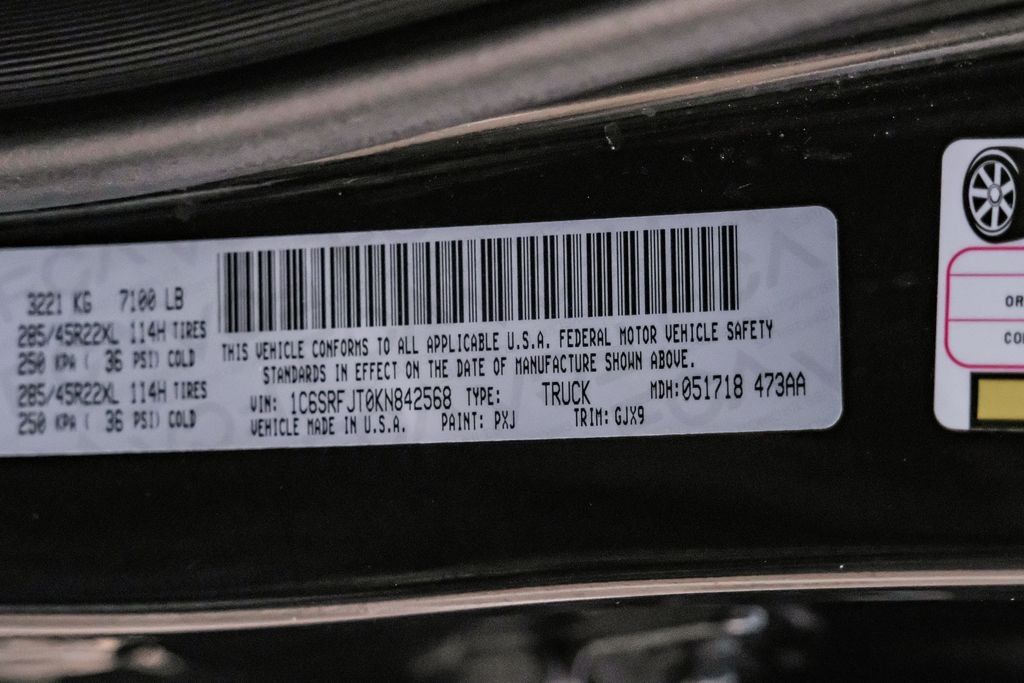 3221 KG 7100 LB
285/45R22XL 114H TIRES
250 KPA ( 36 PSI) COLD
285/45R22XL 114H TIRES
250 KPA ( 36 PSI) COLD
THIS VEHICLE CONFORMS TO ALL APPLICABLE U.S.A. FEDERAL MOTOR VEHICLE SAFETY
STANDARDS IN EFFECT ON THE DATE OF MANUFACTURE SHOWN ABOVE.
VIN: 1C6SRFJT0KN842568 TYPE: TRUCK MDH:051718 473AA
VEHICLE MADE IN U.S.A. PAINT: PXJ TRIM: GJX9
OR
CO